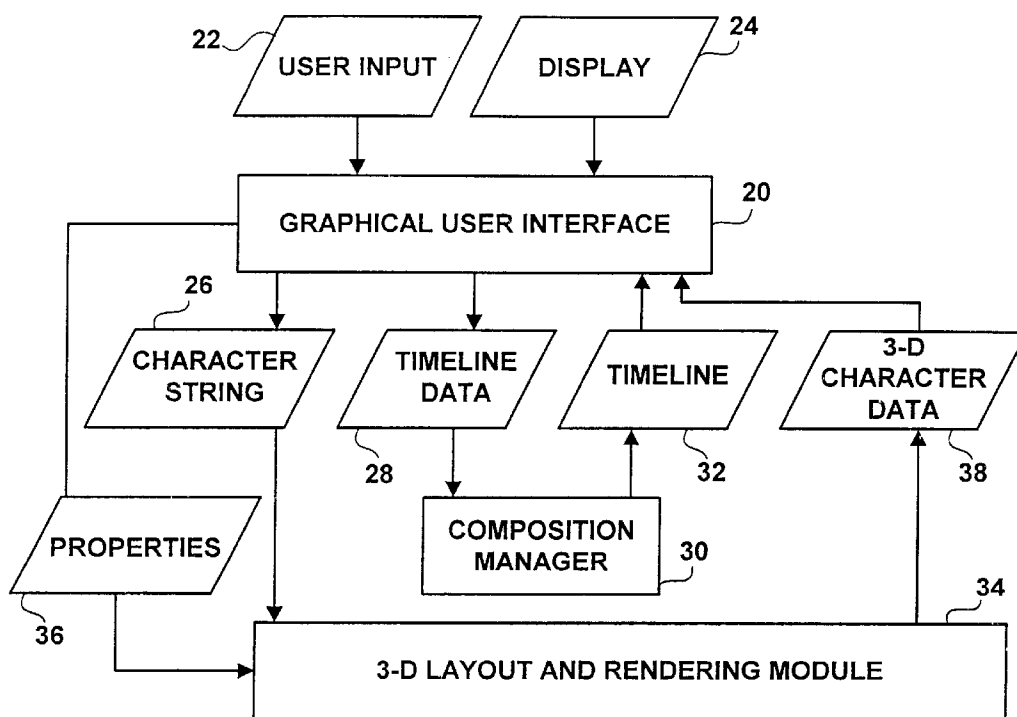 22
USER INPUT
24
DISPLAY
GRAPHICAL USER INTERFACE
20
26
CHARACTER
STRING
TIMELINE
DATA
28
TIMELINE
32
3-D
CHARACTER
DATA
38
PROPERTIES
36
COMPOSITION
MANAGER
30
34
3-D LAYOUT AND RENDERING MODULE